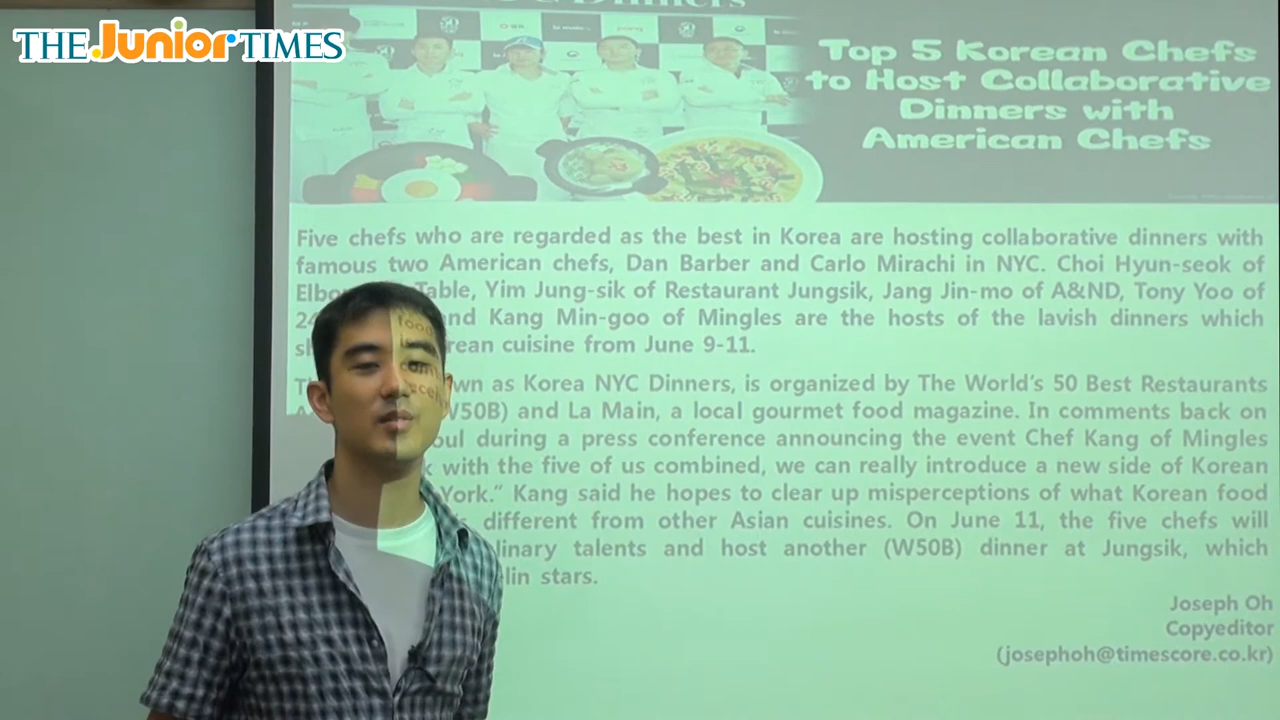 THE Junior TIMES
Dinners
Top 5 Korean Chefs
to Host Collaborative
Dinners with
American Chefs
Five chefs who are regarded as the best in Korea are hosting collaborative dinners with
famous two American chefs, Dan Barber and Carlo Mirachi in NYC. Choi Hyun-seok of
Table, Yim Jung-sik of Restaurant Jungsik, Jang Jin-mo of A&ND, Tony Yoo of
and Kang Min-goo of Mingles are the hosts of the lavish dinners which
cuisine from June 9-11.
as Korea NYC Dinners, is organized by The World's 50 Best Restaurants
(W50B) and La Main, a local gourmet food magazine. In comments back on
during a press conference announcing the event Chef Kang of Mingles
with the five of us combined, we can really introduce a new side of Korean
York." Kang said he hopes to clear up misperceptions of what Korean food
different from other Asian cuisines. On June 11, the five chefs will
talents and host another (W50B) dinner at Jungsik, which
stars.
food
Joseph Oh
Copyeditor
(josephoh@timescore.co.kr)